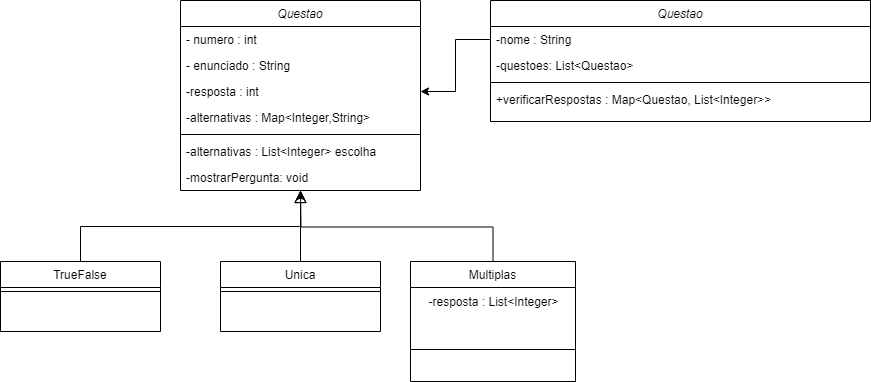 Questao
- numero : int
- enunciado : String
-resposta : int
-alternativas : Map<Integer,String>
-alternativas : List<Integer> escolha
-mostrarPergunta: void
Questao
-nome : String
-questoes: List<Questao>
+verificarRespostas : Map<Questao, List<Integer>>
TrueFalse
Unica
Multiplas
-resposta : List<Integer>